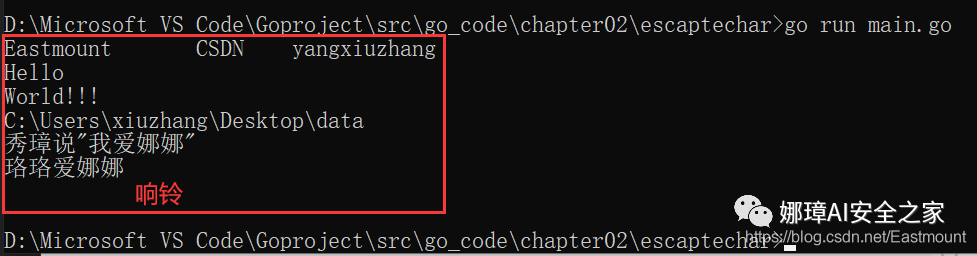 D:\Microsoft VS Code\Goproject\src\go_code\chapter02\escaptechar>go run main.go
Eastmount CSDN yangxiuzhang
Hello
World!!!
C:\Users\xiuzhang\Desktop\data
秀璋说"我爱娜娜"
珞珞爱娜娜
响铃
娜璋AI安全之家
D:\Microsoft VS Code\Goproject\src\go_code\chapter02\escaptechar>
https://blog.csdn.net/Eastmount